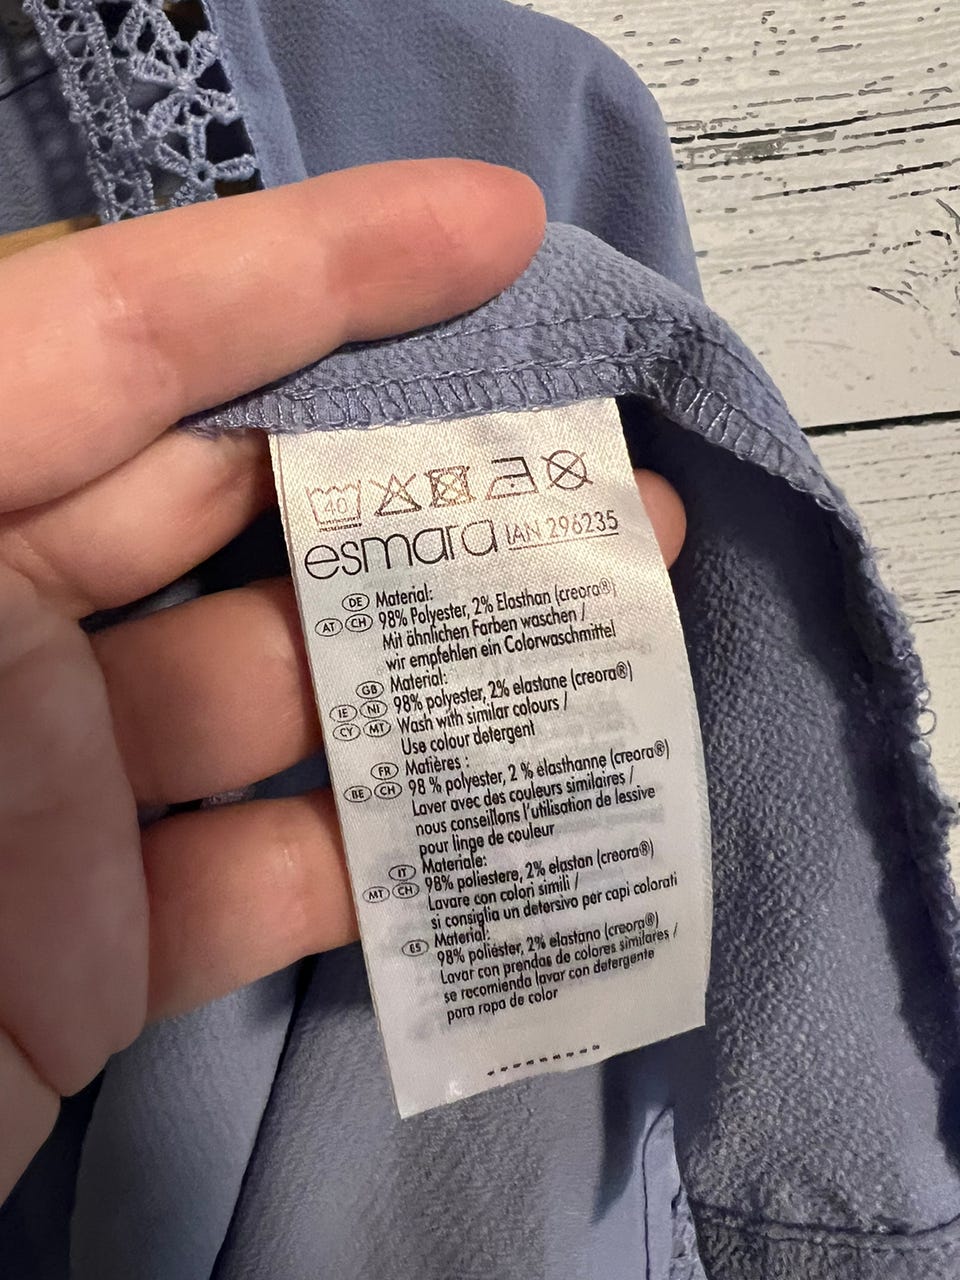 40
esmara IAN 296235
DE Material:
AT CH 98% Polyester, 2% Elasthan (creora®)
Mit ähnlichen Farben waschen /
wir empfehlen ein Colorwaschmittel
GB Material:
IE NI 98% polyester, 2% elastane (creora®)
CY MT Wash with similar colours /
Use colour detergent
FR Matières :
BE CH 98 % polyester, 2 % élasthanne (creora®)
Laver avec des couleurs similaires /
nous conseillons l'utilisation de lessive
pour linge de couleur
IT Materiale:
MT CH 98% poliestere, 2% elastan (creora®)
Lavare con colori simili /
si consiglia un detersivo per capi colorati
ES Material:
98% poliéster, 2% elastano (creora®)
Lavar con prendas de colores similares /
se recomienda lavar con detergente
para ropa de color